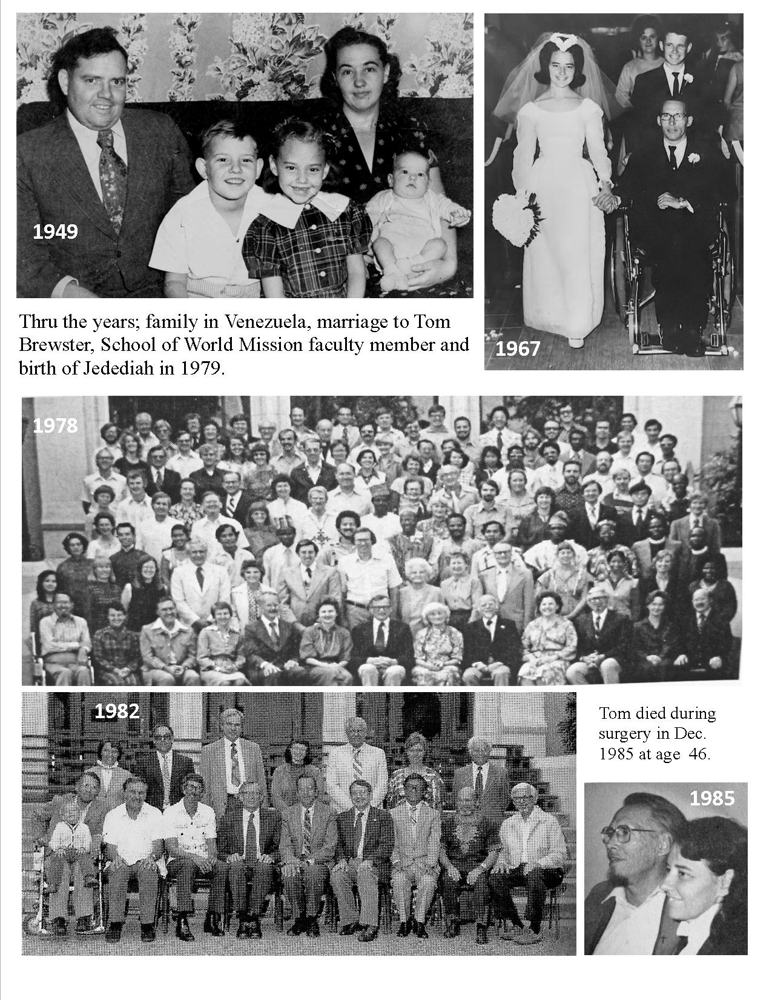 1949
1967
Thru the years; family in Venezuela, marriage to Tom
Brewster, School of World Mission faculty member and
birth of Jedediah in 1979.
1978
1982
Tom died during
surgery in Dec.
1985 at age 46.
1985